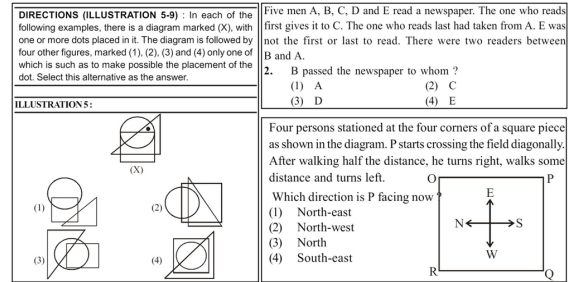 DIRECTIONS (ILLUSTRATION 5-9) : In each of the
following examples, there is a diagram marked (X), with
one or more dots placed in it. The diagram is followed by
four other figures, marked (1), (2), (3) and (4) only one of
which is such as to make possible the placement of the
dot. Select this alternative as the answer.
ILLUSTRATION 5 :
(X)
(1)
(2)
(3)
(4)
Five men A, B, C, D and E read a newspaper. The one who reads
first gives it to C. The one who reads last had taken from A. E was
not the first or last to read. There were two readers between
B and A.
2. B passed the newspaper to whom ?
(1) A (2) C
(3) D (4) E
Four persons stationed at the four corners of a square piece
as shown in the diagram. P starts crossing the field diagonally.
After walking half the distance, he turns right, walks some
distance and turns left.
Which direction is P facing now ?
(1) North-east
(2) North-west
(3) North
(4) South-east
O P
E
N S
W
R Q